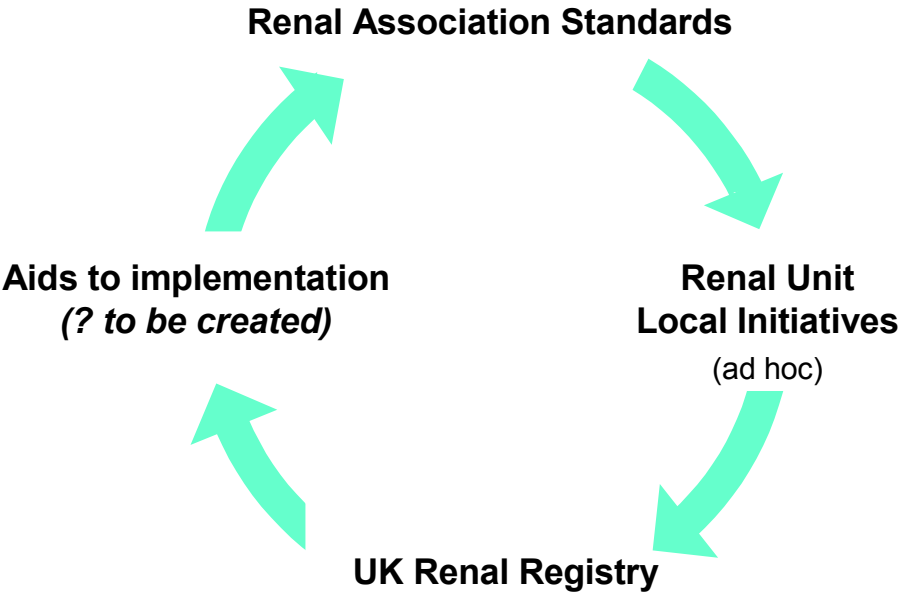 Renal Association Standards
Aids to implementation
(? to be created)
Renal Unit
Local Initiatives
(ad hoc)
UK Renal Registry